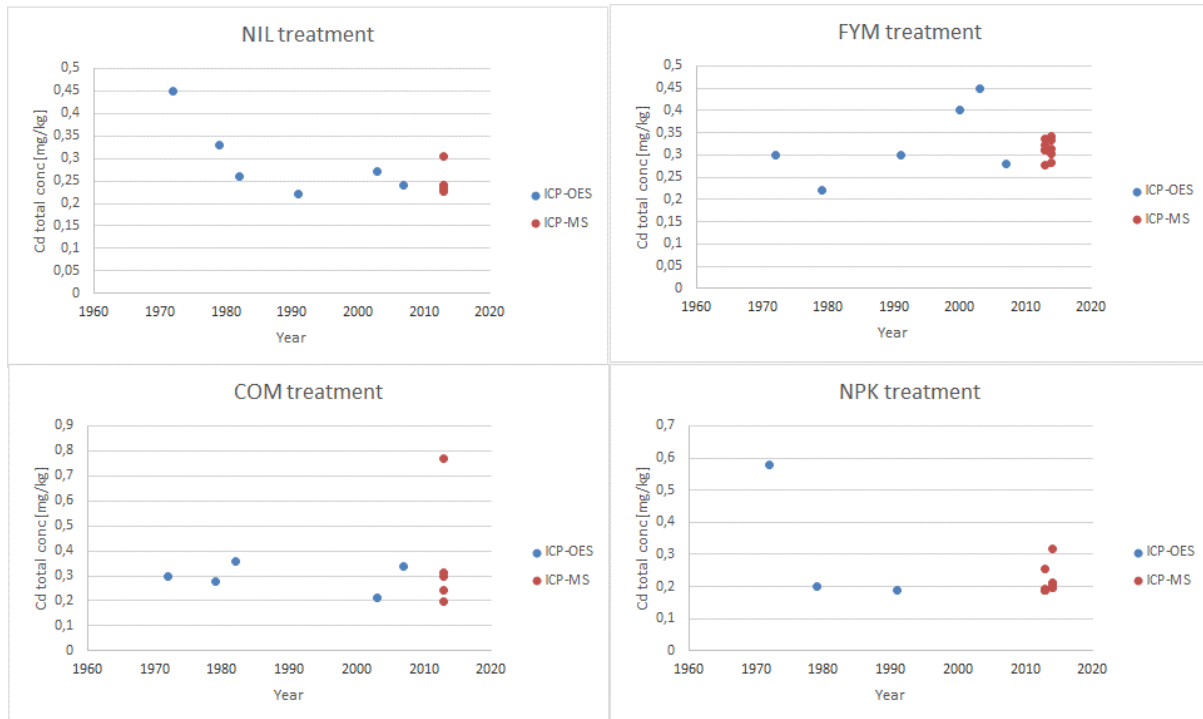 NIL treatment
0,5
0,45
0,4
0,35
0,3
0,25
0,2
0,15
0,1
0,05
0
Cd total conc [mg/kg]
1960 1970 1980 1990 2000 2010 2020
Year
ICP-OES
ICP-MS
FYM treatment
0,5
0,45
0,4
0,35
0,3
0,25
0,2
0,15
0,1
0,05
0
Cd total conc [mg/kg]
1960 1970 1980 1990 2000 2010 2020
Year
ICP-OES
ICP-MS
COM treatment
0,9
0,8
0,7
0,6
0,5
0,4
0,3
0,2
0,1
0
Cd total conc [mg/kg]
1960 1970 1980 1990 2000 2010 2020
Year
ICP-OES
ICP-MS
NPK treatment
0,7
0,6
0,5
0,4
0,3
0,2
0,1
0
Cd total conc [mg/kg]
1960 1970 1980 1990 2000 2010 2020
Year
ICP-OES
ICP-MS